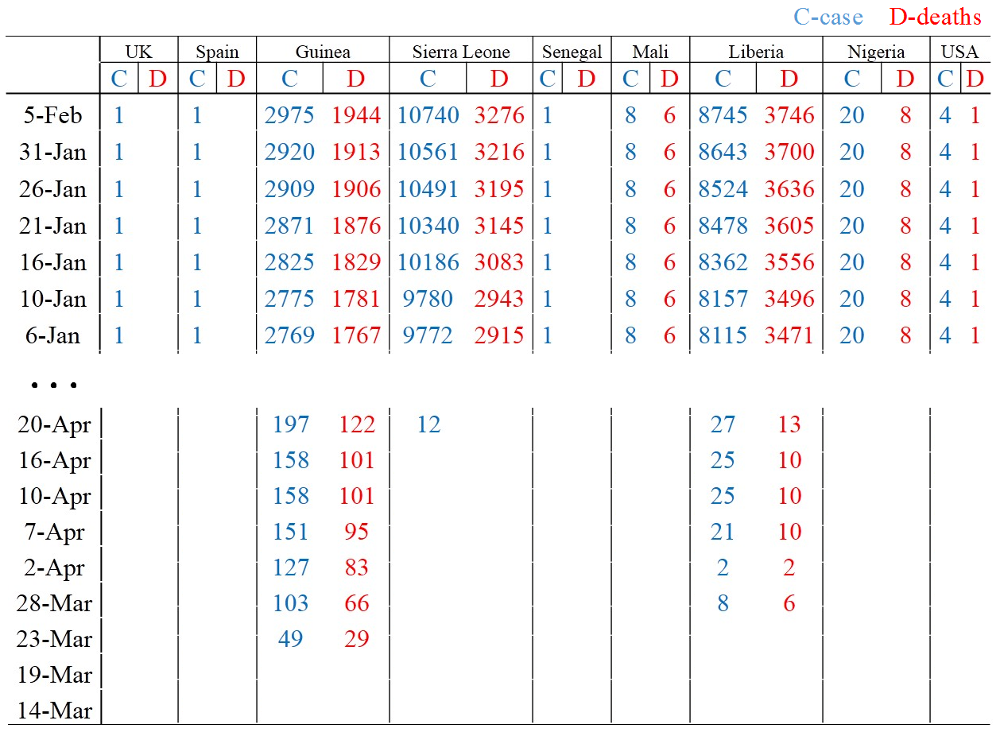 C-case D-deaths
UK Spain Guinea Sierra Leone Senegal Mali Liberia Nigeria USA
C D C D C D C D C D C D C D C D C D
5-Feb 1 1 2975 1944 10740 3276 1 8 6 8745 3746 20 8 4 1
31-Jan 1 1 2920 1913 10561 3216 1 8 6 8643 3700 20 8 4 1
26-Jan 1 1 2909 1906 10491 3195 1 8 6 8524 3636 20 8 4 1
21-Jan 1 1 2871 1876 10340 3145 1 8 6 8478 3605 20 8 4 1
16-Jan 1 1 2825 1829 10186 3083 1 8 6 8362 3556 20 8 4 1
10-Jan 1 1 2775 1781 9780 2943 1 8 6 8157 3496 20 8 4 1
6-Jan 1 1 2769 1767 9772 2915 1 8 6 8115 3471 20 8 4 1
...
20-Apr 197 122 12 27 13
16-Apr 158 101 25 10
10-Apr 158 101 25 10
7-Apr 151 95 21 10
2-Apr 127 83 2 2
28-Mar 103 66 8 6
23-Mar 49 29
19-Mar
14-Mar